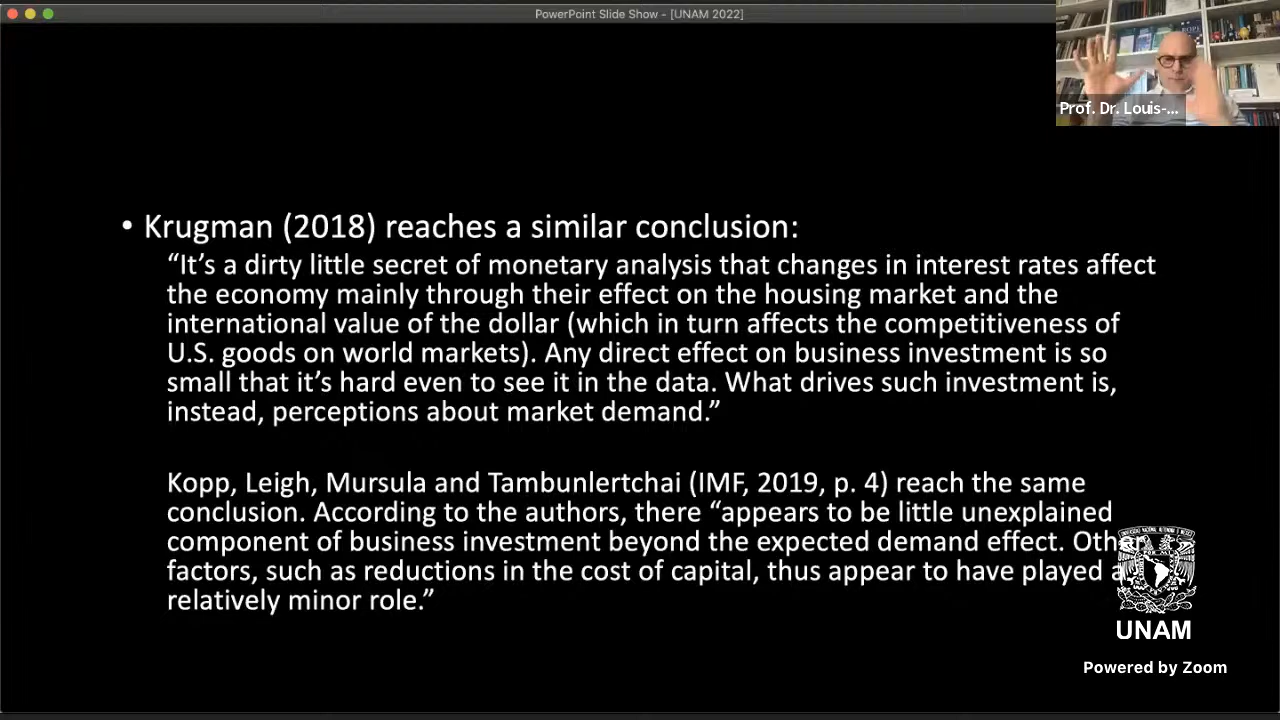 PowerPoint Slide Show - [UNAM 2022]
Prof. Dr. Louis-...
• Krugman (2018) reaches a similar conclusion:
“It’s a dirty little secret of monetary analysis that changes in interest rates affect
the economy mainly through their effect on the housing market and the
international value of the dollar (which in turn affects the competitiveness of
U.S. goods on world markets). Any direct effect on business investment is so
small that it’s hard even to see it in the data. What drives such investment is,
instead, perceptions about market demand.”
Kopp, Leigh, Mursula and Tambunlertchai (IMF, 2019, p. 4) reach the same
conclusion. According to the authors, there “appears to be little unexplained
component of business investment beyond the expected demand effect. Other
factors, such as reductions in the cost of capital, thus appear to have played a
relatively minor role.”
UNAM
Powered by Zoom